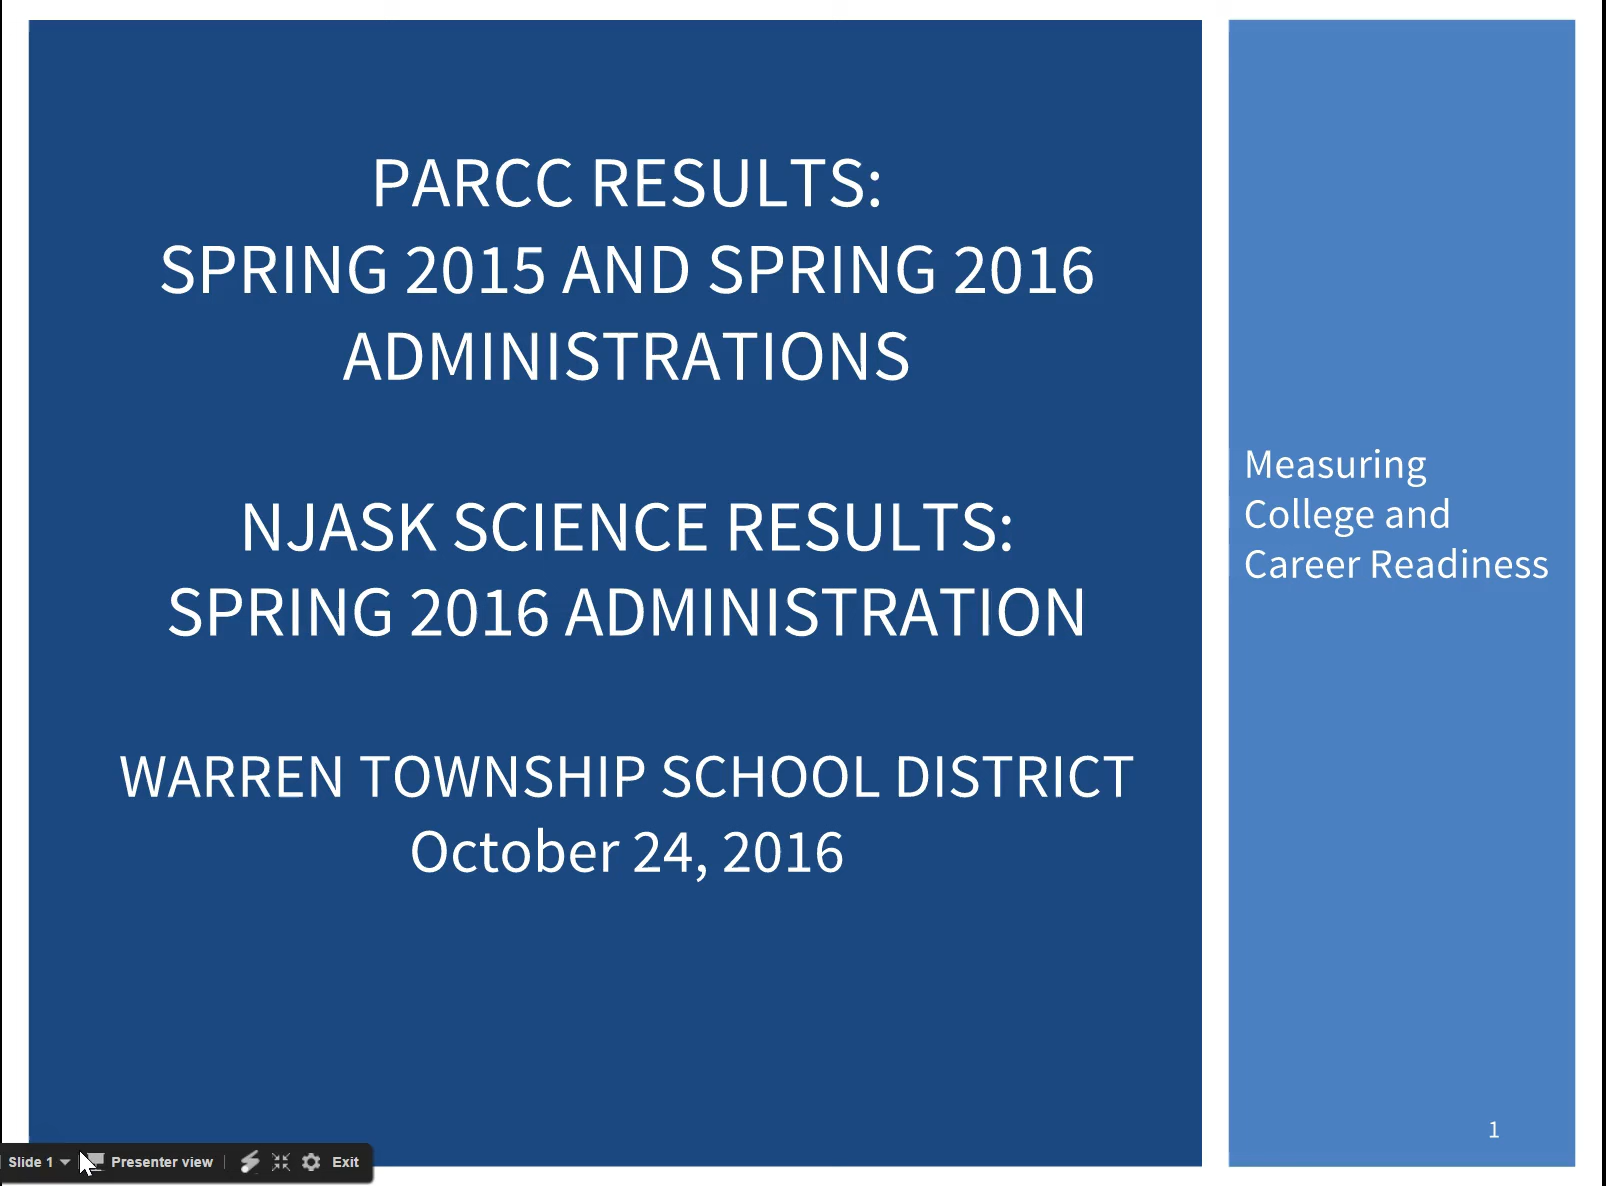 PARCC RESULTS:
SPRING 2015 AND SPRING 2016
ADMINISTRATIONS
NJASK SCIENCE RESULTS:
SPRING 2016 ADMINISTRATION
WARREN TOWNSHIP SCHOOL DISTRICT
October 24, 2016
Measuring
College and
Career Readiness
1
Slide 1
Presenter view
Exit